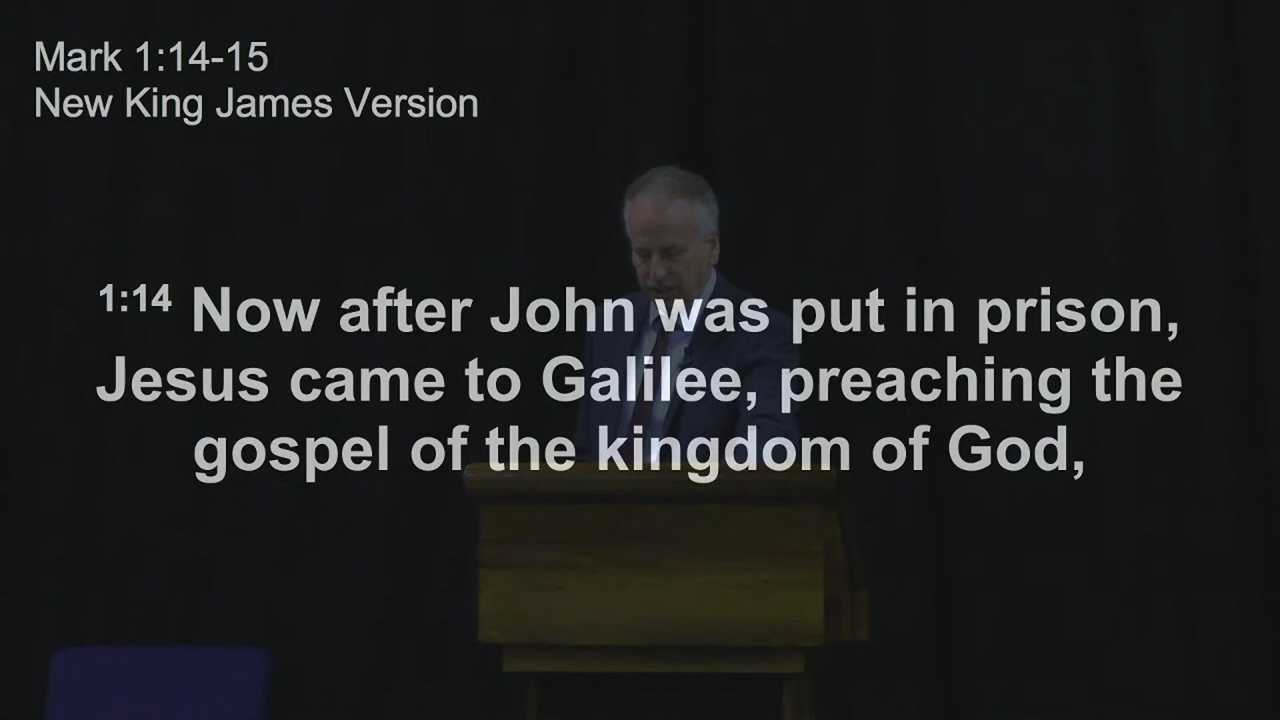 Mark 1:14-15
New King James Version
1:14 Now after John was put in prison,
Jesus came to Galilee, preaching the
gospel of the kingdom of God,